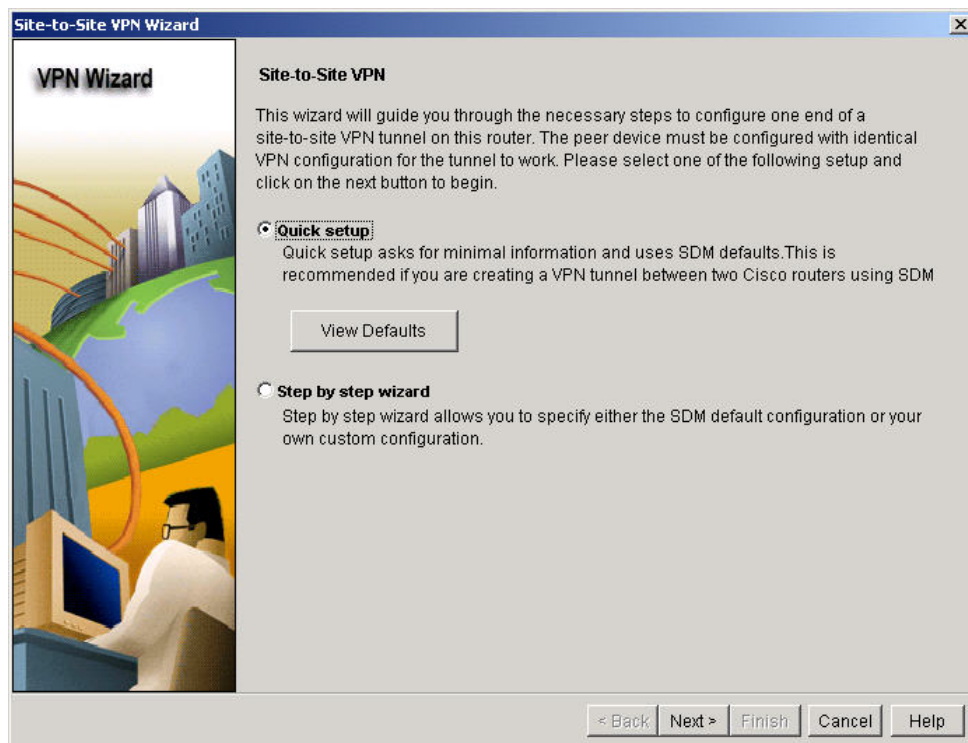 Site-to-Site VPN Wizard
VPN Wizard
Site-to-Site VPN
This wizard will guide you through the necessary steps to configure one end of a
site-to-site VPN tunnel on this router. The peer device must be configured with identical
VPN configuration for the tunnel to work. Please select one of the following setup and
click on the next button to begin.
Quick setup
Quick setup asks for minimal information and uses SDM defaults.This is
recommended if you are creating a VPN tunnel between two Cisco routers using SDM
View Defaults
Step by step wizard
Step by step wizard allows you to specify either the SDM default configuration or your
own custom configuration.
< Back Next > Finish Cancel Help